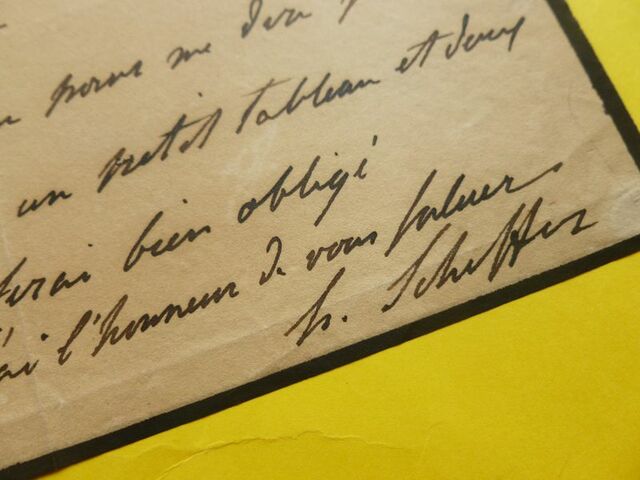 pour me dire
un petit tableau et deux
serai bien obligé
ai l'honneur de vous saluer
h. Scheffer